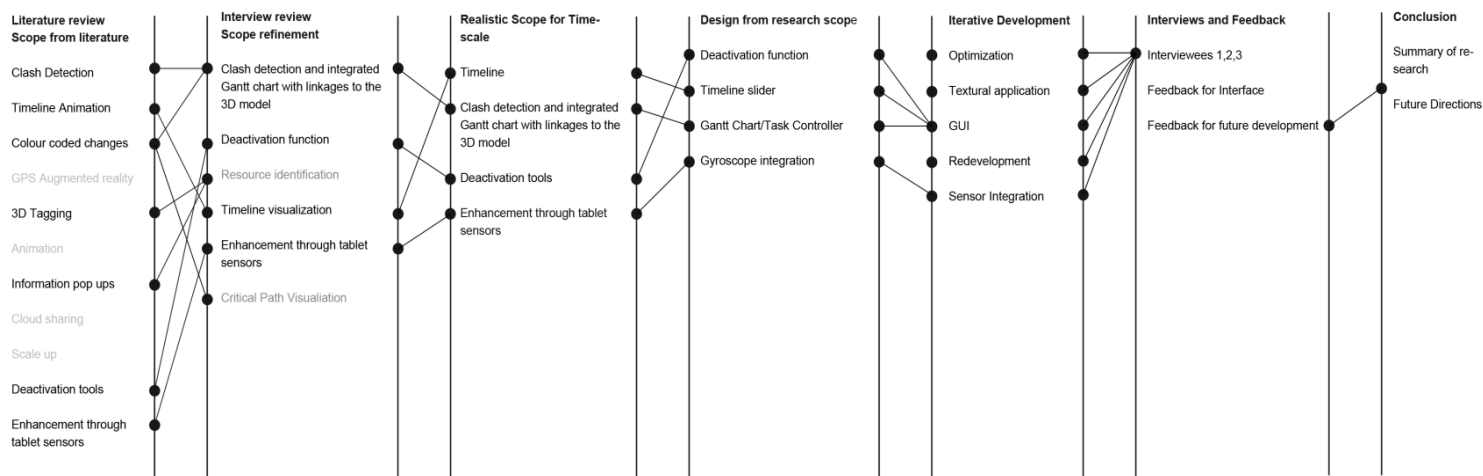 Literature review
Scope from literature
Clash Detection
Timeline Animation
Colour coded changes
GPS Augmented reality
3D Tagging
Animation
Information pop ups
Cloud sharing
Scale up
Deactivation tools
Enhancement through
tablet sensors
Interview review
Scope refinement
Clash detection and integrated
Gantt chart with linkages to the
3D model
Deactivation function
Resource identification
Timeline visualization
Enhancement through tablet
sensors
Critical Path Visualiation
Realistic Scope for Time-
scale
Timeline
Clash detection and integrated
Gantt chart with linkages to the
3D model
Deactivation tools
Enhancement through tablet
sensors
Design from research scope
Deactivation function
Timeline slider
Gantt Chart/Task Controller
Gyroscope integration
Iterative Development
Optimization
Textural application
GUI
Redevelopment
Sensor Integration
Interviews and Feedback
Interviewees 1,2,3
Feedback for Interface
Feedback for future development
Conclusion
Summary of re-
search
Future Directions